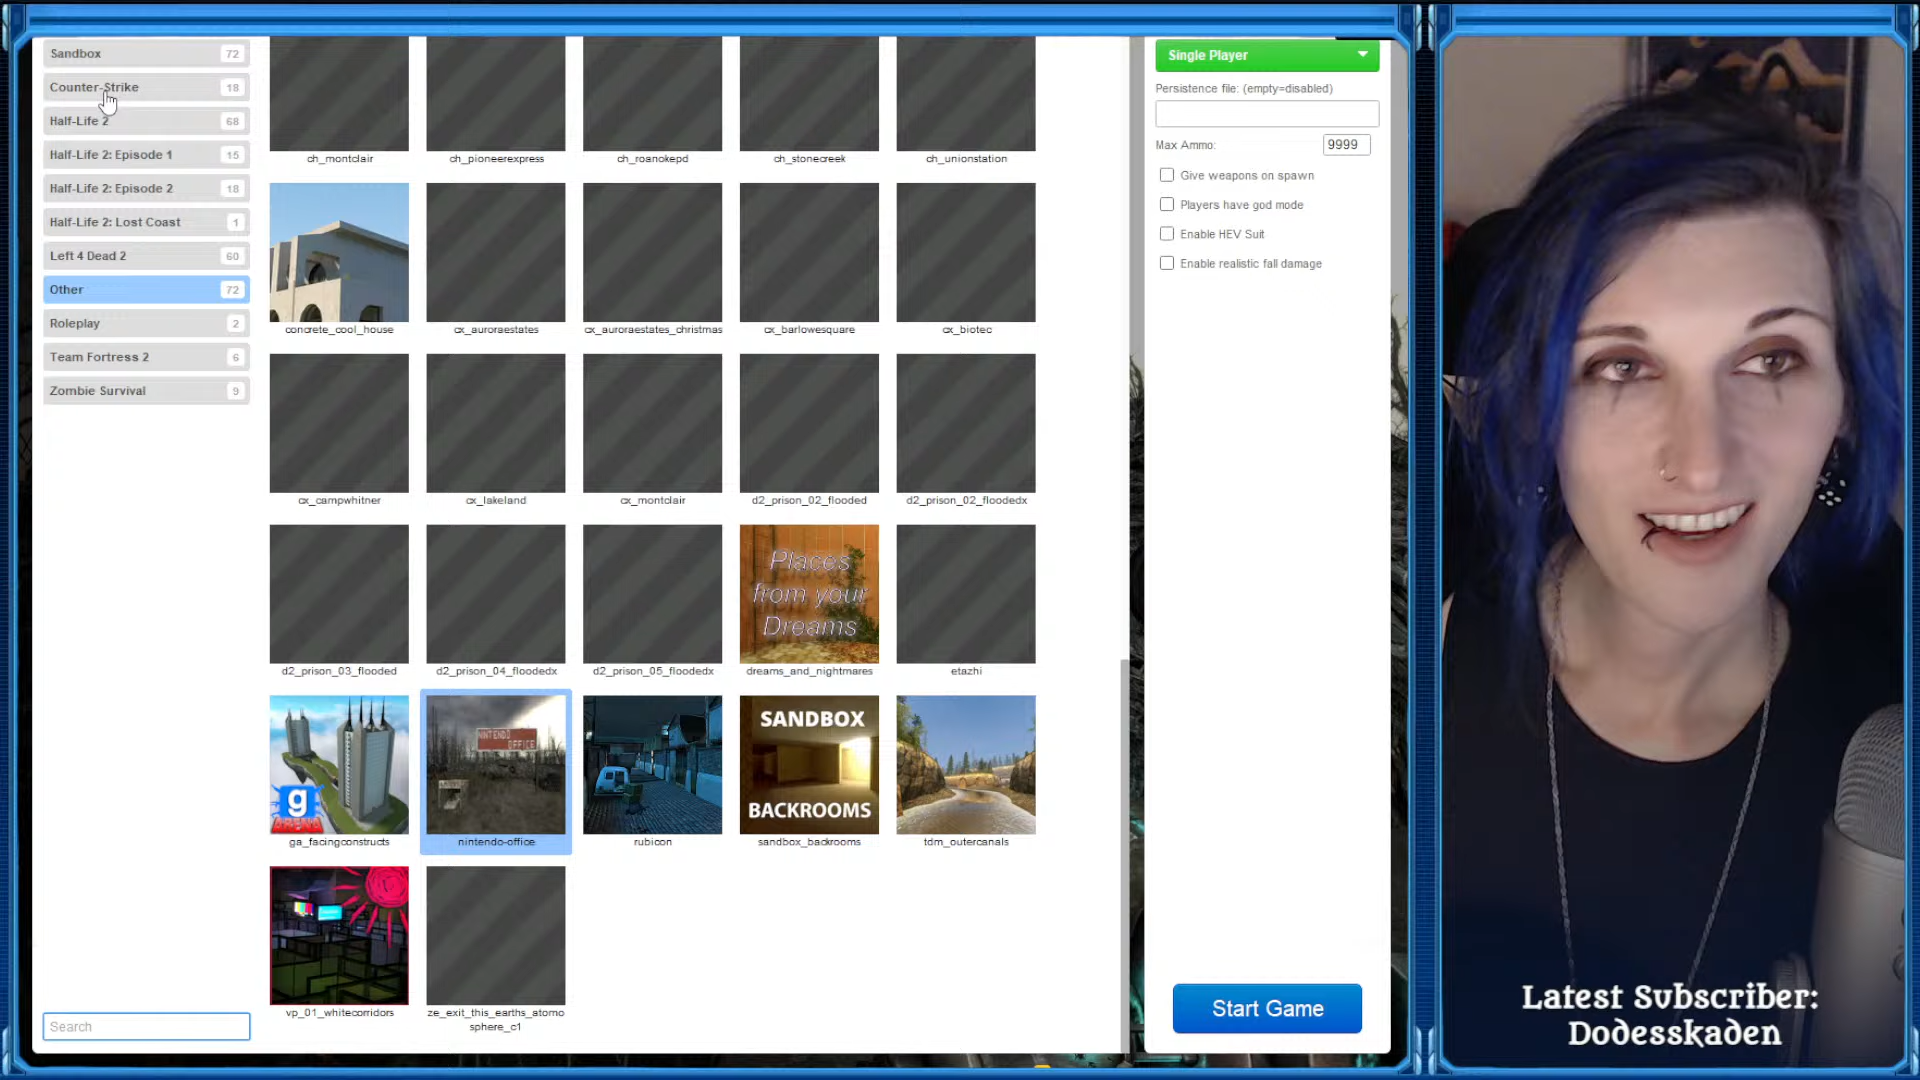 Sandbox 72
Counter-Strike 18
Half-Life 2 68
Half-Life 2: Episode 1 15
Half-Life 2: Episode 2 18
Half-Life 2: Lost Coast 1
Left 4 Dead 2 60
Other 72
Roleplay 2
Team Fortress 2 6
Zombie Survival 9
Search
ch_montclair
ch_pioneerexpress
ch_roanokepd
ch_stonecreek
ch_unionstation
concrete_cool_house
cx_auroraestates
cx_auroraestates_christmas
cx_barlowesquare
cx_biotec
cx_campwhitner
cx_lakeland
cx_montclair
d2_prison_02_flooded
d2_prison_02_floodedx
d2_prison_03_flooded
d2_prison_04_floodedx
d2_prison_05_floodedx
Places
from your
Dreams
dreams_and_nightmares
etazhi
g
ga_facingconstructs
NINTENDO
OFFICE
nintendo-office
rubicon
SANDBOX
BACKROOMS
sandbox_backrooms
tdm_outercanals
vp_01_whitecorridors
ze_exit_this_earths_atomo
sphere_c1
Single Player
Persistence file: (empty=disabled)
Max Ammo: 9999
Give weapons on spawn
Players have god mode
Enable HEV Suit
Enable realistic fall damage
Start Game
Latest Subscriber:
Dodesskaden